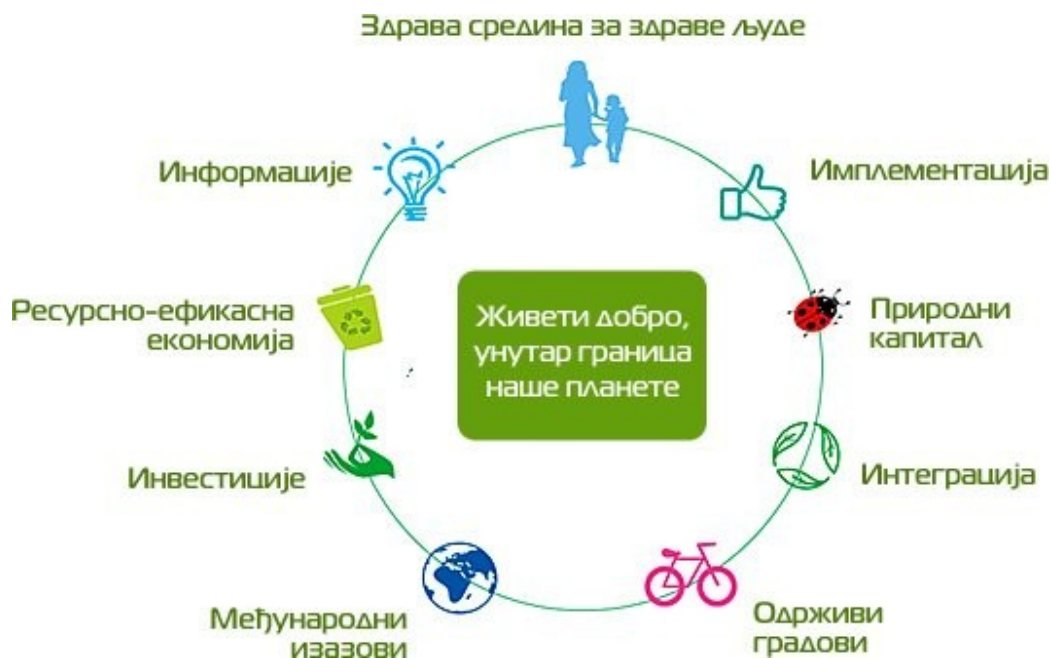 Здрава средина за здраве људе
Информације
Имплементација
Ресурсно-ефикасна
економија
Живети добро,
унутар граница
наше планете
Природни
капитал
Инвестиције
Интеграција
Међународни
изазови
Одрживи
градови